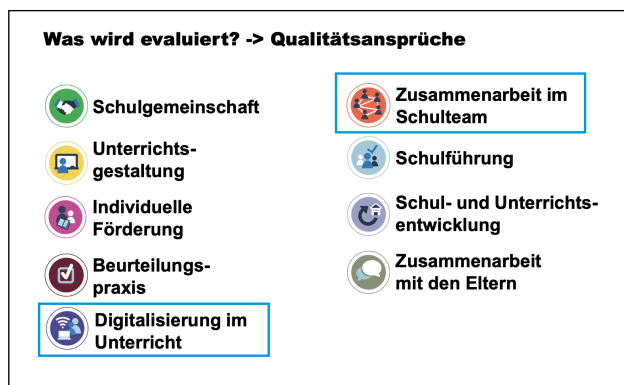 Was wird evaluiert? -> Qualitätsansprüche
Schulgemeinschaft
Unterrichts-
gestaltung
Individuelle
Förderung
Beurteilungs-
praxis
Digitalisierung im
Unterricht
Zusammenarbeit im
Schulteam
Schulführung
Schul- und Unterrichts-
entwicklung
Zusammenarbeit
mit den Eltern